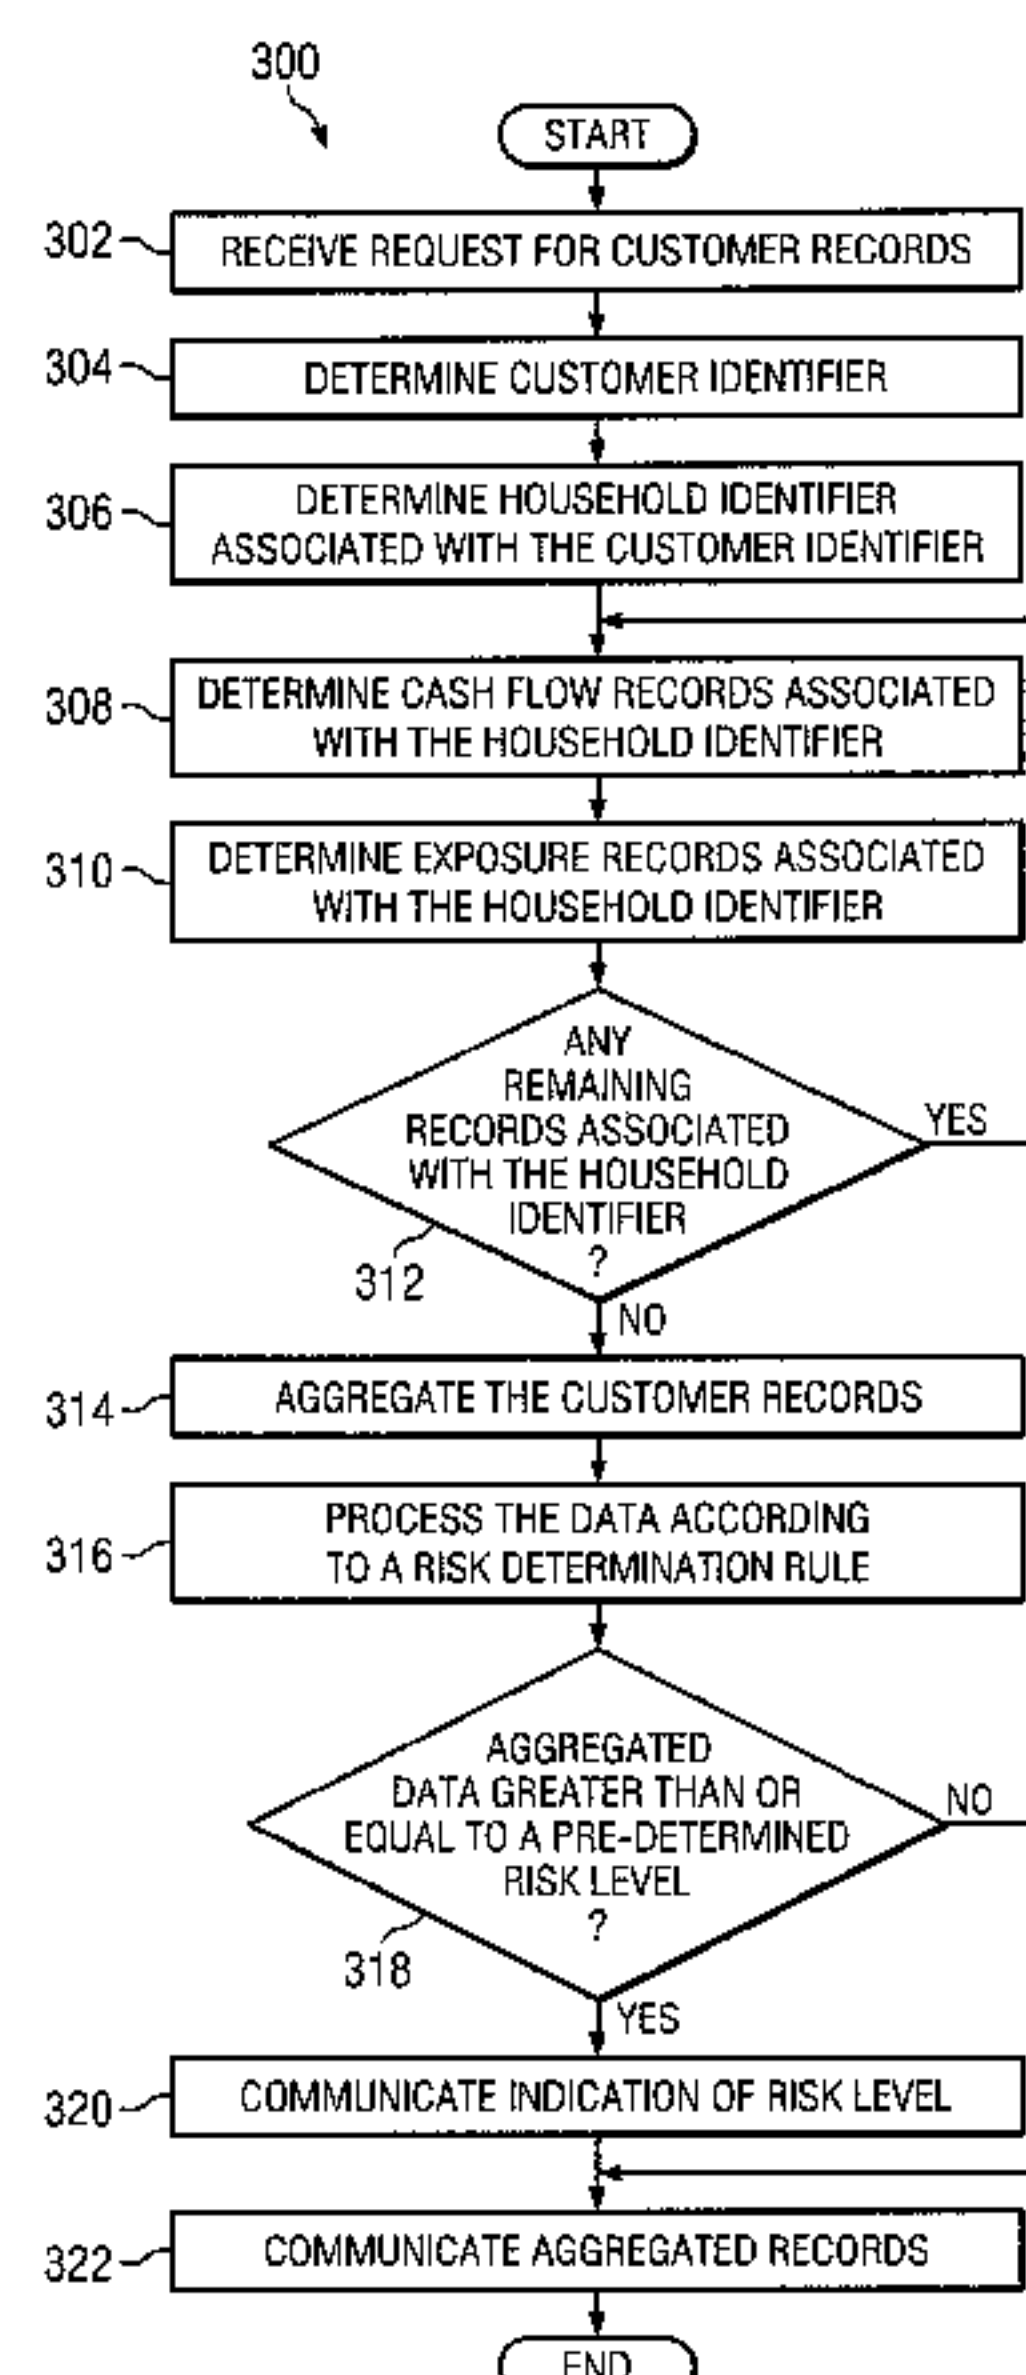 300
START
302
RECEIVE REQUEST FOR CUSTOMER RECORDS
304
DETERMINE CUSTOMER IDENTIFIER
306
DETERMINE HOUSEHOLD IDENTIFIER
ASSOCIATED WITH THE CUSTOMER IDENTIFIER
308
DETERMINE CASH FLOW RECORDS ASSOCIATED
WITH THE HOUSEHOLD IDENTIFIER
310
DETERMINE EXPOSURE RECORDS ASSOCIATED
WITH THE HOUSEHOLD IDENTIFIER
ANY
REMAINING
RECORDS ASSOCIATED
WITH THE HOUSEHOLD
IDENTIFIER
?
YES
312
NO
314
AGGREGATE THE CUSTOMER RECORDS
316
PROCESS THE DATA ACCORDING
TO A RISK DETERMINATION RULE
AGGREGATED
DATA GREATER THAN OR
EQUAL TO A PRE-DETERMINED
RISK LEVEL
?
NO
318
YES
320
COMMUNICATE INDICATION OF RISK LEVEL
322
COMMUNICATE AGGREGATED RECORDS
END